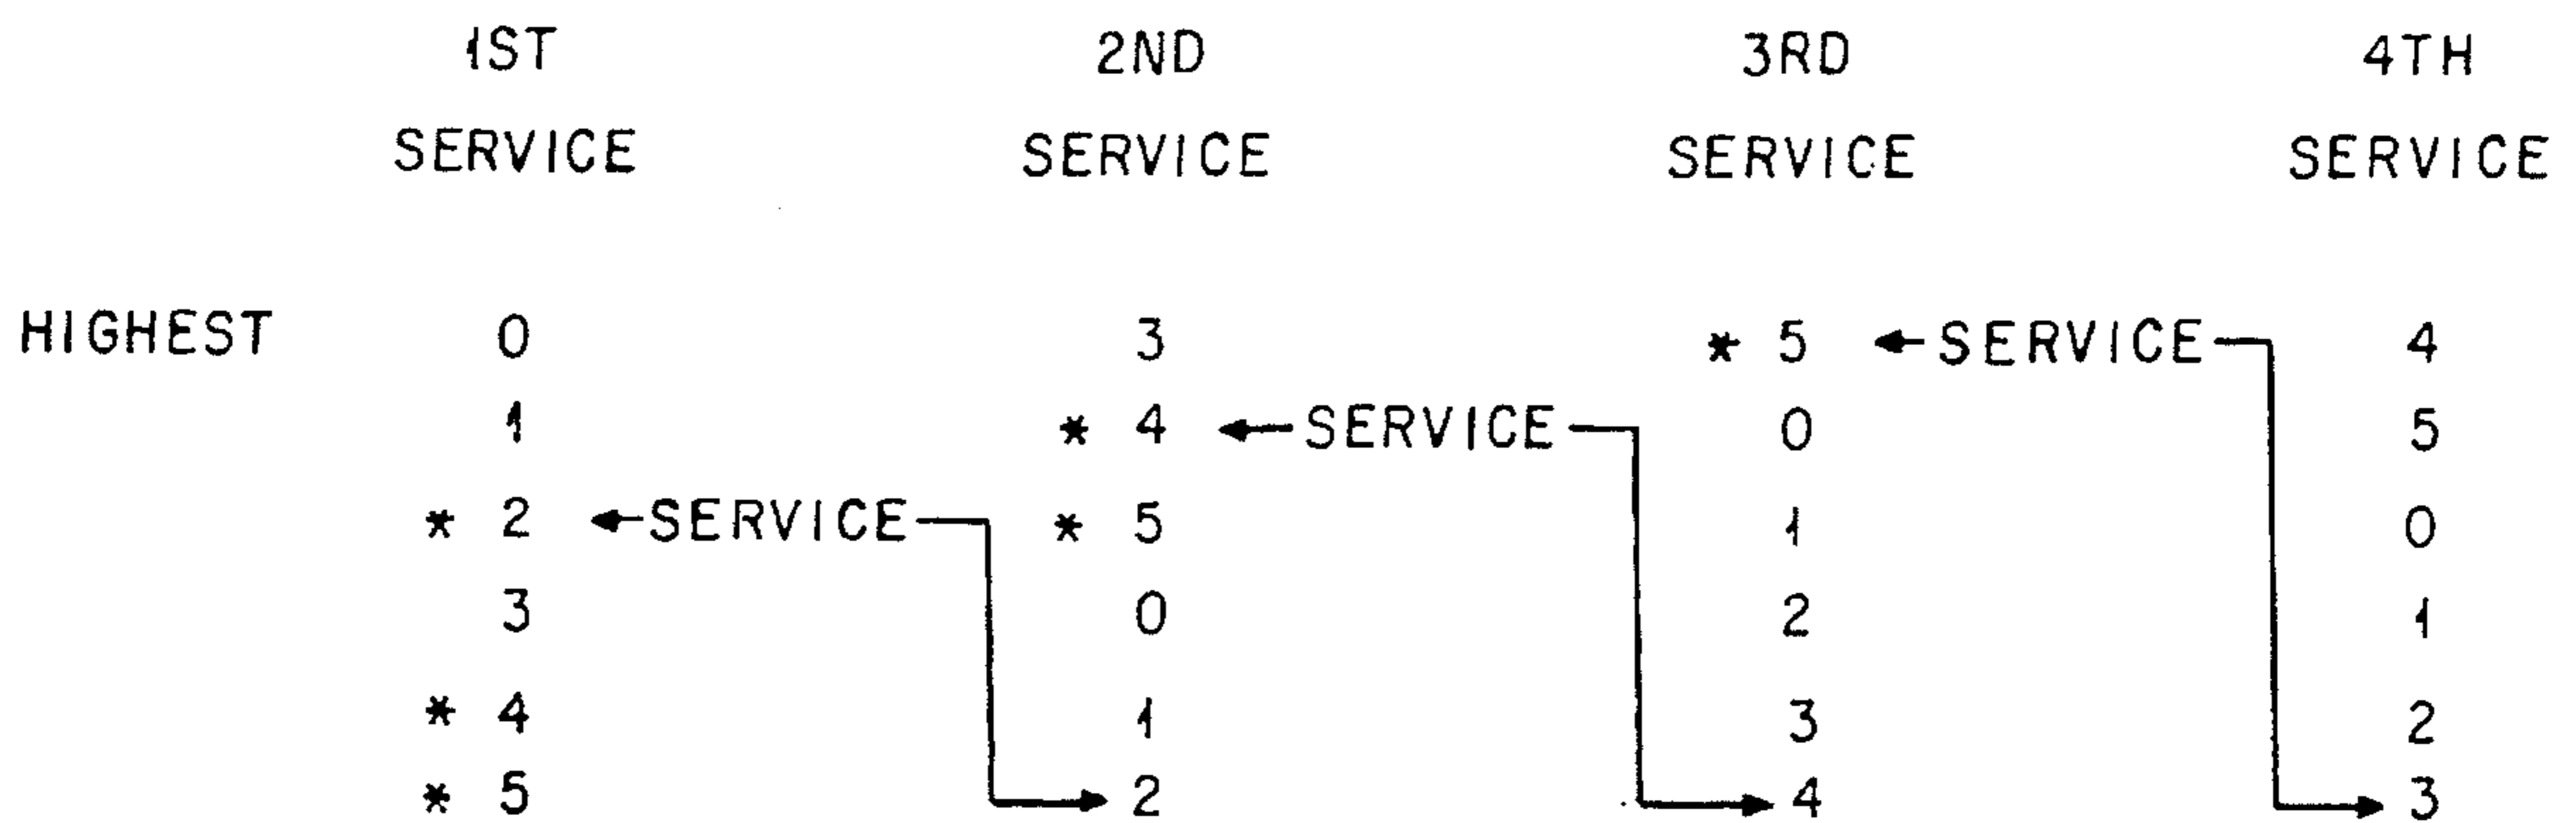 1ST 2ND 3RD 4TH
SERVICE SERVICE SERVICE SERVICE
HIGHEST 0 3 * 5 SERVICE 4
1 * 4 SERVICE 0 5
* 2 SERVICE * 5 1 0
3 0 2 1
* 4 1 3 2
* 5 2 4 3